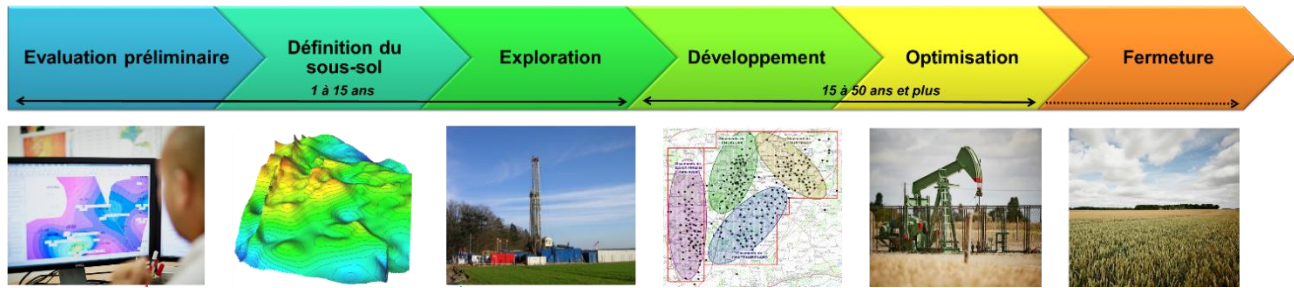 Evaluation préliminaire
Définition du
sous-sol
Exploration
Développement
Optimisation
Fermeture
1 à 15 ans
15 à 50 ans et plus